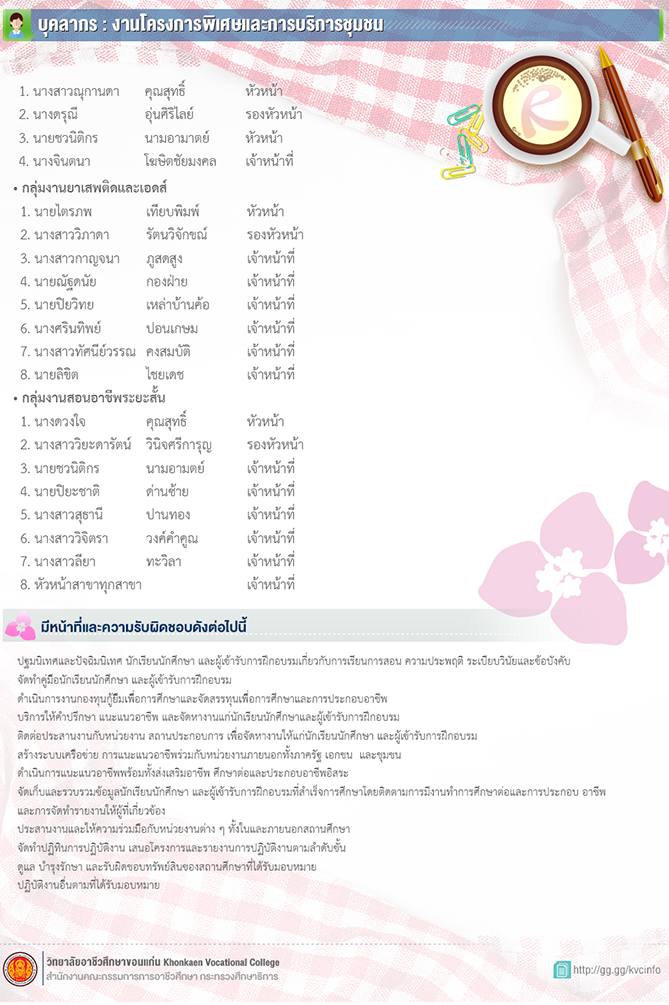 บุคลากร : งานโครงการพิเศษและการบริการชุมชน
1. นางสาวณุกานดา คุณสุทธิ์ หัวหน้า
2. นางดรุณี อุ่นศิริไลย์ รองหัวหน้า
3. นายชวนิติกร นามอามาตย์ หัวหน้า
4. นางจินตนา โฆษิตชัยมงคล เจ้าหน้าที่
• กลุ่มงานยาเสพติดและเอดส์
1. นายไตรภพ เทียบพิมพ์ หัวหน้า
2. นางสาววิภาดา รัตนวิจักขณ์ รองหัวหน้า
3. นางสาวกาญจนา ภูสดสูง เจ้าหน้าที่
4. นายณัฐดนัย กองฝ่าย เจ้าหน้าที่
5. นายปิยวิทย เหล่าบ้านค้อ เจ้าหน้าที่
6. นางศรินทิพย์ ปอนเกษม เจ้าหน้าที่
7. นางสาวทัศนีย์วรรณ คงสมบัติ เจ้าหน้าที่
8. นายลิขิต ไชยเดช เจ้าหน้าที่
• กลุ่มงานสอนอาชีพระยะสั้น
1. นางดวงใจ คุณสุทธิ์ หัวหน้า
2. นางสาววิยะดารัตน์ วินิจศรีการุญ รองหัวหน้า
3. นายชวนิติกร นามอามตย์ เจ้าหน้าที่
4. นายปิยะชาติ ด่านซ้าย เจ้าหน้าที่
5. นางสาวสุธานี ปานทอง เจ้าหน้าที่
6. นางสาววิจิตรา วงค์คำคูณ เจ้าหน้าที่
7. นางสาวลียา ทะวิลา เจ้าหน้าที่
8. หัวหน้าสาขาทุกสาขา เจ้าหน้าที่
มีหน้าที่และความรับผิดชอบดังต่อไปนี้
ปฐมนิเทศและปัจฉิมนิเทศ นักเรียนนักศึกษา และผู้เข้ารับการฝึกอบรมเกี่ยวกับการเรียนการสอน ความประพฤติ ระเบียบวินัยและข้อบังคับ
จัดทำคู่มือนักเรียนนักศึกษา และผู้เข้ารับการฝึกอบรม
ดำเนินการงานกองทุนกู้ยืมเพื่อการศึกษาและจัดสรรทุนเพื่อการศึกษาและการประกอบอาชีพ
บริการให้คำปรึกษา แนะแนวอาชีพ และจัดหางานแก่นักเรียนนักศึกษาและผู้เข้ารับการฝึกอบรม
ติดต่อประสานงานกับหน่วยงาน สถานประกอบการ เพื่อจัดหางานให้แก่นักเรียนนักศึกษา และผู้เข้ารับการฝึกอบรม
สร้างระบบเครือข่าย การแนะแนวอาชีพร่วมกับหน่วยงานภายนอกทั้งภาครัฐ เอกชน และชุมชน
ดำเนินการแนะแนวอาชีพพร้อมทั้งส่งเสริมอาชีพ ศึกษาต่อและประกอบอาชีพอิสระ
จัดเก็บและรวบรวมข้อมูลนักเรียนนักศึกษา และผู้เข้ารับการฝึกอบรมที่สำเร็จการศึกษาโดยติดตามการมีงานทำการศึกษาต่อและการประกอบ อาชีพ
และการจัดทำรายงานให้ผู้ที่เกี่ยวข้อง
ประสานงานและให้ความร่วมมือกับหน่วยงานต่าง ๆ ทั้งในและภายนอกสถานศึกษา
จัดทำปฏิทินการปฏิบัติงาน เสนอโครงการและรายงานการปฏิบัติงานตามลำดับขั้น
ดูแล บำรุงรักษา และรับผิดชอบทรัพย์สินของสถานศึกษาที่ได้รับมอบหมาย
ปฏิบัติงานอื่นตามที่ได้รับมอบหมาย
วิทยาลัยอาชีวศึกษาขอนแก่น Khonkaen Vocational College
สำนักงานคณะกรรมการการอาชีวศึกษา กระทรวงศึกษาธิการ
http://gg.gg/kvcinfo